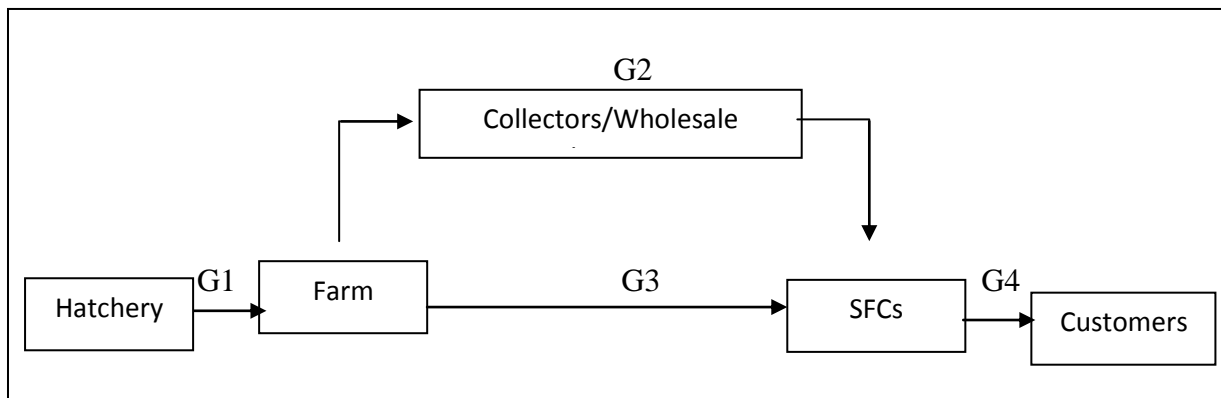 G2
Collectors/Wholesale
G1
Farm
G3
G4
Hatchery
SFCs
Customers